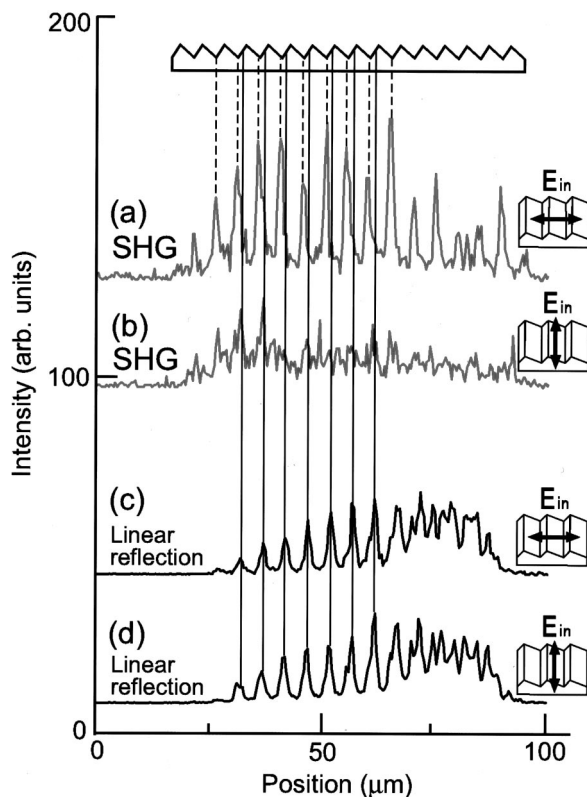 200
(a)
SHG
E in
(b)
SHG
E in
100
(c)
Linear
reflection
E in
(d)
Linear
reflection
E in
0
0
50
100
Position (μm)
Intensity (arb. units)